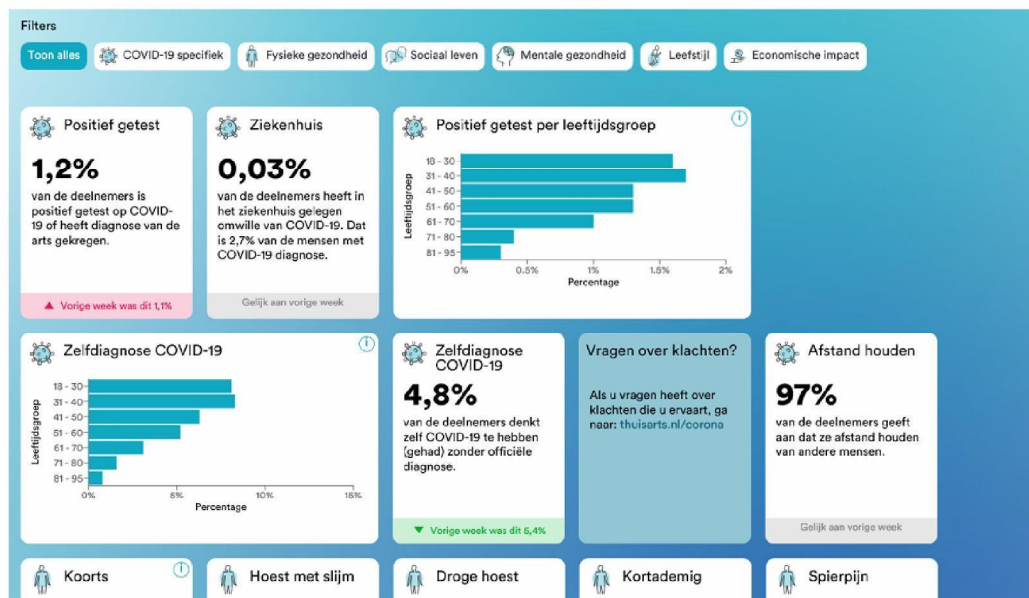 Filters
Toon alles
COVID-19 specifiek
Fysieke gezondheid
Sociaal leven
Mentale gezondheid
Leefstijl
Economische impact
Positief getest
1,2%
van de deelnemers is
positief getest op COVID-
19 of heeft diagnose van de
arts gekregen.
▲ Vorige week was dit 1,1%
Ziekenhuis
0,03%
van de deelnemers heeft in
het ziekenhuis gelegen
omwille van COVID-19. Dat
is 2,7% van de mensen met
COVID-19 diagnose.
Gelijk aan vorige week
Positief getest per leeftijdsgroep
Leeftijdsgroep
18 - 30
31 - 40
41 - 50
51 - 60
61 - 70
71 - 80
81 - 95
0% 0.5% 1% 1.5% 2%
Percentage
Zelfdiagnose COVID-19
Leeftijdsgroep
18 - 30
31 - 40
41 - 50
51 - 60
61 - 70
71 - 80
81 - 95
0% 5% 10% 15%
Percentage
Zelfdiagnose
COVID-19
4,8%
van de deelnemers denkt
zelf COVID-19 te hebben
(gehad) zonder officiële
diagnose.
▼ Vorige week was dit 5,4%
Vragen over klachten?
Als u vragen heeft over
klachten die u ervaart, ga
naar: thuisarts.nl/corona
Afstand houden
97%
van de deelnemers geeft
aan dat ze afstand houden
van andere mensen.
Gelijk aan vorige week
Koorts
Hoest met slijm
Droge hoest
Kortademig
Spierpijn